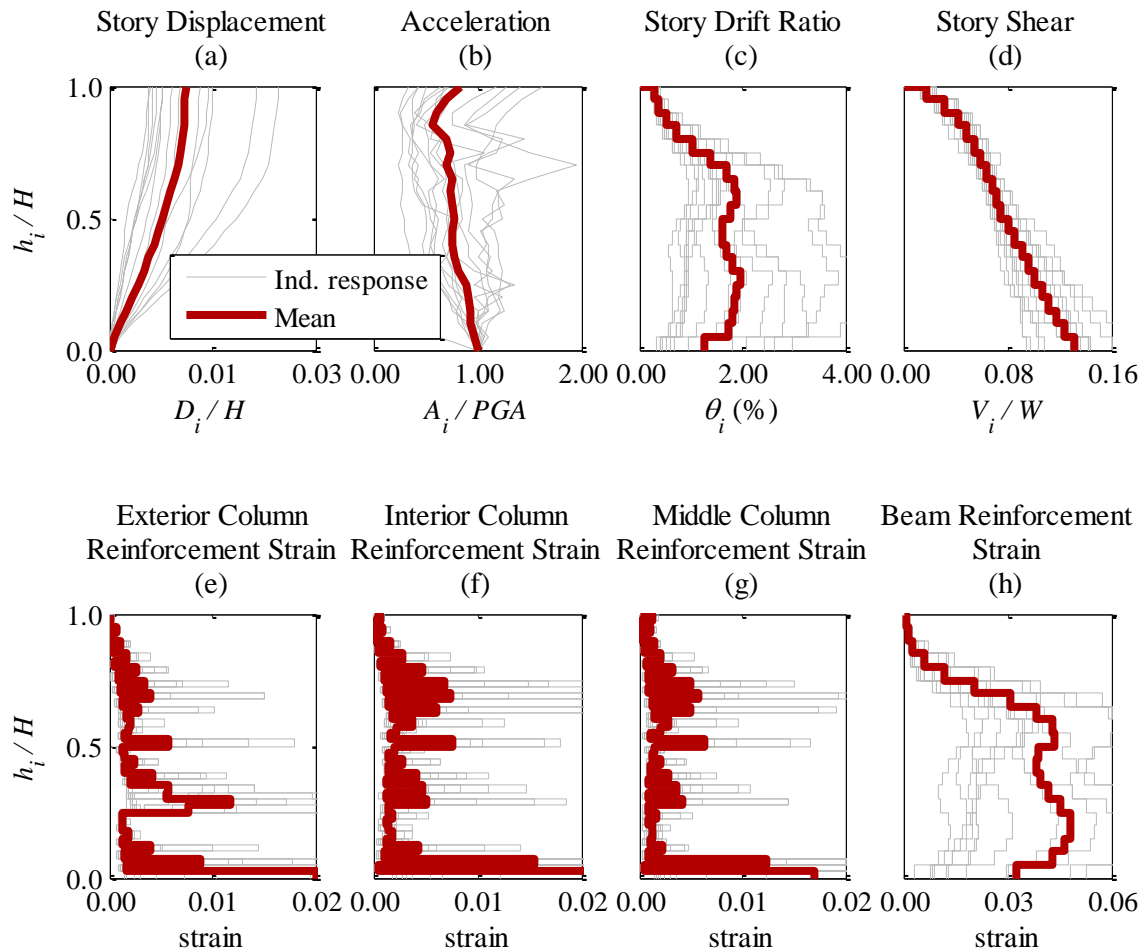 Story Displacement
(a)
Acceleration
(b)
Story Drift Ratio
(c)
Story Shear
(d)
h_i / H
1.0
0.5
0.0
Ind. response
Mean
0.00 0.01 0.03
D_i / H
0.00 1.00 2.00
A_i / PGA
0.00 2.00 4.00
θ_i (%)
0.00 0.08 0.16
V_i / W
Exterior Column
Reinforcement Strain
(e)
Interior Column
Reinforcement Strain
(f)
Middle Column
Reinforcement Strain
(g)
Beam Reinforcement
Strain
(h)
h_i / H
1.0
0.5
0.0
0.00 0.01 0.02
strain
0.00 0.01 0.02
strain
0.00 0.01 0.02
strain
0.00 0.03 0.06
strain